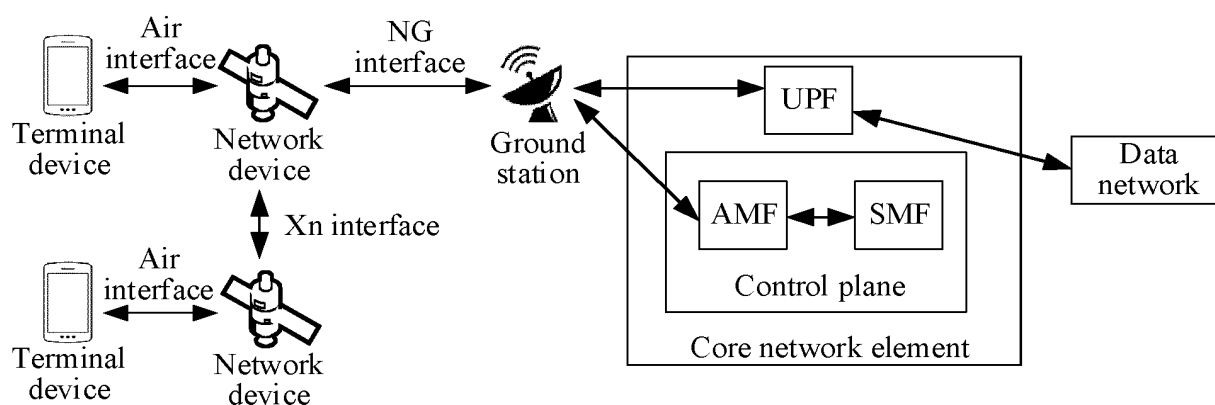 Air
interface
NG
interface
Terminal
device
Network
device
Ground
station
UPF
Data
network
AMF
SMF
Control plane
Core network element
Xn interface
Air
interface
Terminal
device
Network
device